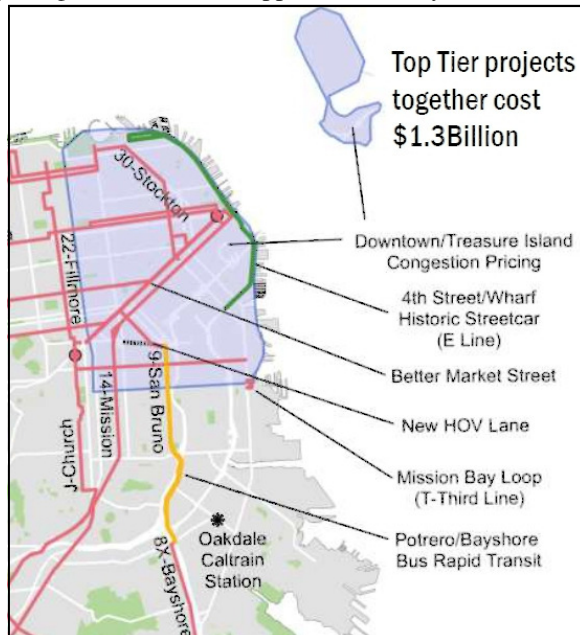 Top Tier projects
together cost
$1.3Billion
30-Stockton
22-Fillmore
Downtown/Treasure Island
Congestion Pricing
4th Street/Wharf
Historic Streetcar
(E Line)
Better Market Street
9-San Bruno
14-Mission
New HOV Lane
J-Church
Mission Bay Loop
(T-Third Line)
Oakdale
Caltrain
Station
Potrero/Bayshore
Bus Rapid Transit
8X-Bayshore